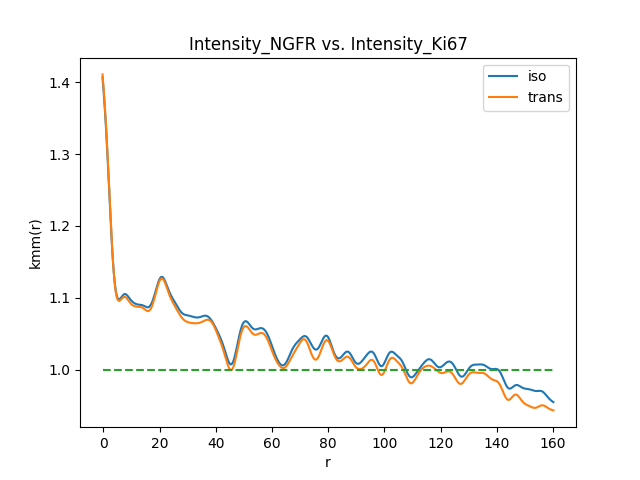 Intensity_NGFR vs. Intensity_Ki67
iso
trans
kmm(r)
1.4
1.3
1.2
1.1
1.0
0 20 40 60 80 100 120 140 160
r